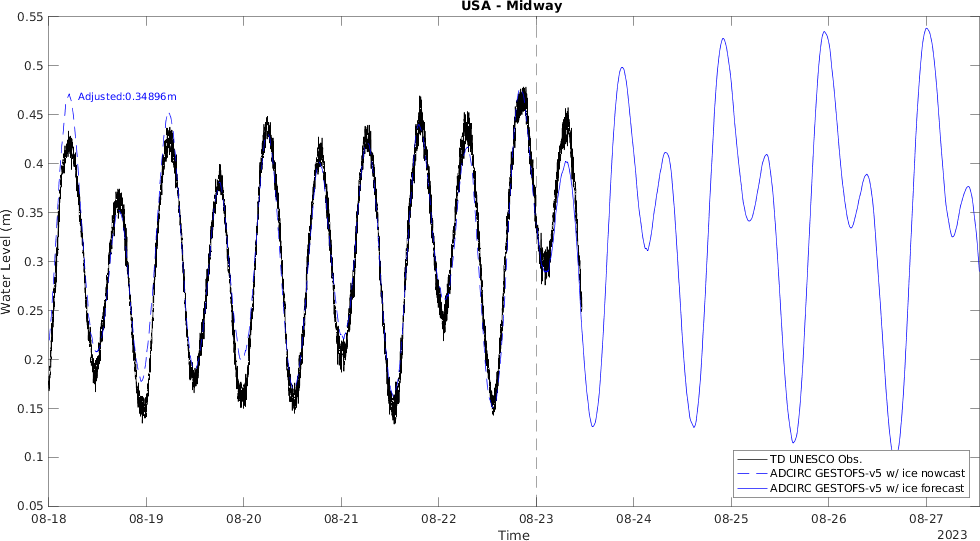 USA - Midway
0.55
0.5
0.45
0.4
0.35
0.3
0.25
0.2
0.15
0.1
0.05
Water Level (m)
Adjusted:0.34896m
TD UNESCO Obs.
ADCIRC GESTOFS-v5 w/ ice nowcast
ADCIRC GESTOFS-v5 w/ ice forecast
08-18 08-19 08-20 08-21 08-22 08-23 08-24 08-25 08-26 08-27
Time
2023